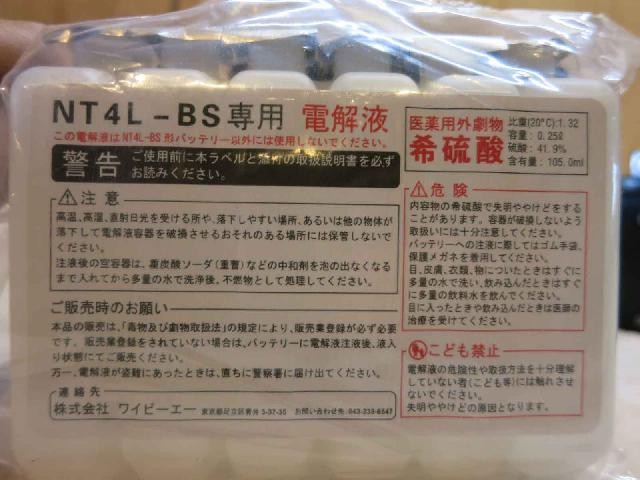 NT4L-BS専用 電解液
この電解液はNT4L-BS形バッテリー以外には使用しないでください。
警告 ご使用前に本ラベルと添付の取扱説明書を必ず
お読みください。
注意
高温、高湿、直射日光を受ける所や、落下しやすい場所、あるいは他の物体が
落下して電解液容器を破損させるおそれのある場所には保管しないで
ください。
注液後の空容器は、重炭酸ソーダ(重曹)などの中和剤を泡の出なくなる
まで入れてから多量の水で洗浄後、不燃物として処理してください。
ご販売時のお願い
本品の販売は、「毒物及び劇物取扱法」の規定により、販売業登録が必ず必要
です。販売業登録をされていない場合は、バッテリーに電解液注液後、液入
り状態にてご販売ください。
万一、電解液が盗難にあったときは、直ちに警察署に届け出てください。
連絡先
株式会社 ワイピーエー 東京都足立区青井3-37-35 お問い合わせ先:043-239-6547
医薬用外劇物
希硫酸
比重(20℃):1.32
容量:0.25ℓ
硫酸:41.9%
含有量:105.0ml
危険
内容物の希硫酸で失明ややけどをする
ことがあります。容器が破損しないよう
取扱いには十分注意してください。
バッテリーへの注液に際してはゴム手袋、
保護メガネを着用してください。
目、皮膚、衣類、物についたときはすぐに
多量の水で洗い、飲み込んだときはすぐ
に多量の飲料水を飲んでください。
目に入ったときや飲み込んだときは医師の
治療を受けてください。
こども禁止
電解液の危険性や取扱方法を十分理解
していない者(こども等)には触れさせ
ないでください。
失明ややけどの原因となります。